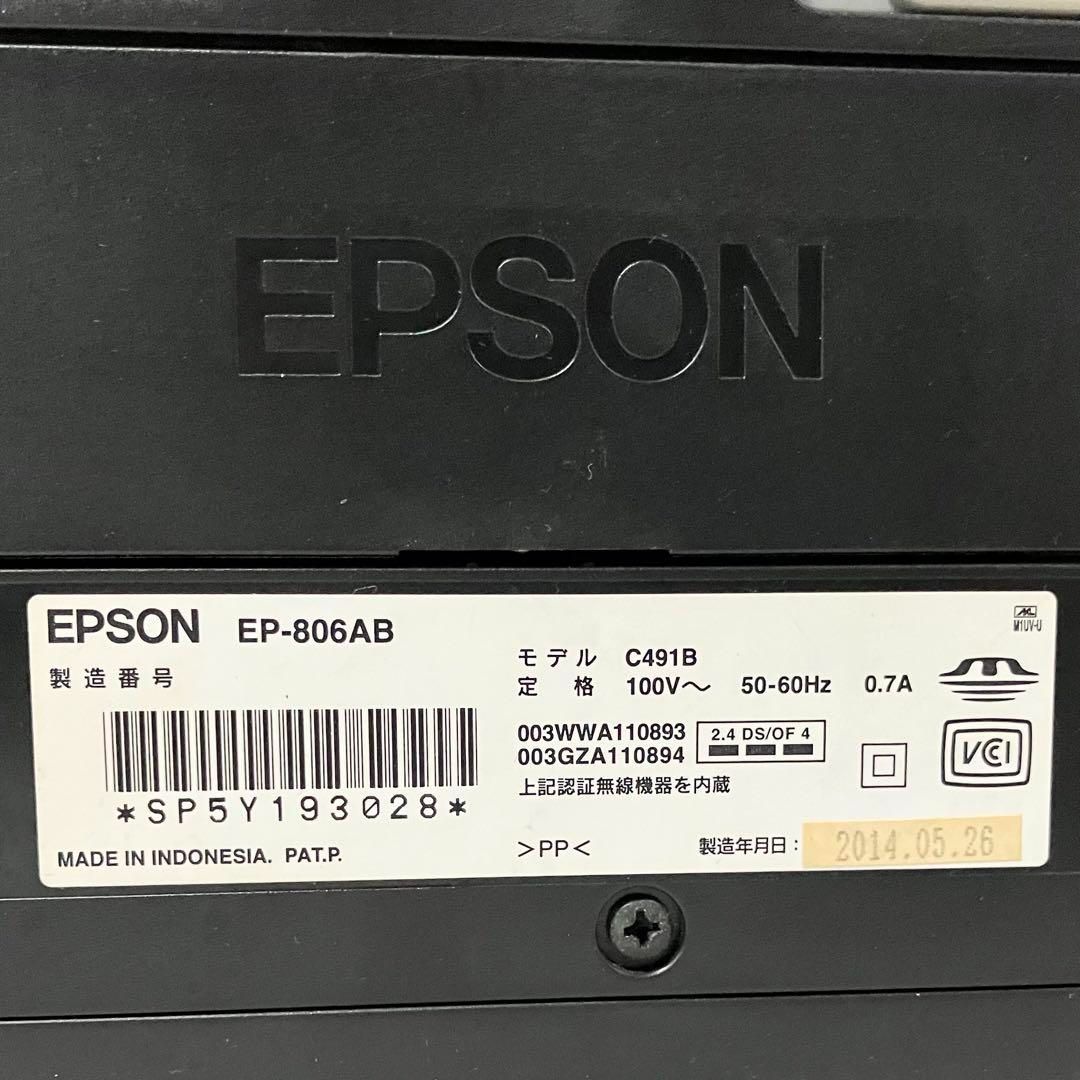 EPSON
EPSON EP-806AB
製造番号
*SP5Y193028*
MADE IN INDONESIA. PAT.P.
モデル C491B
定格 100V～ 50-60Hz 0.7A
003WWA110893
003GZA110894
2.4 DS/OF 4
上記認証無線機器を内蔵
>PP<
製造年月日：2014.05.26
M1UV-U
VCI